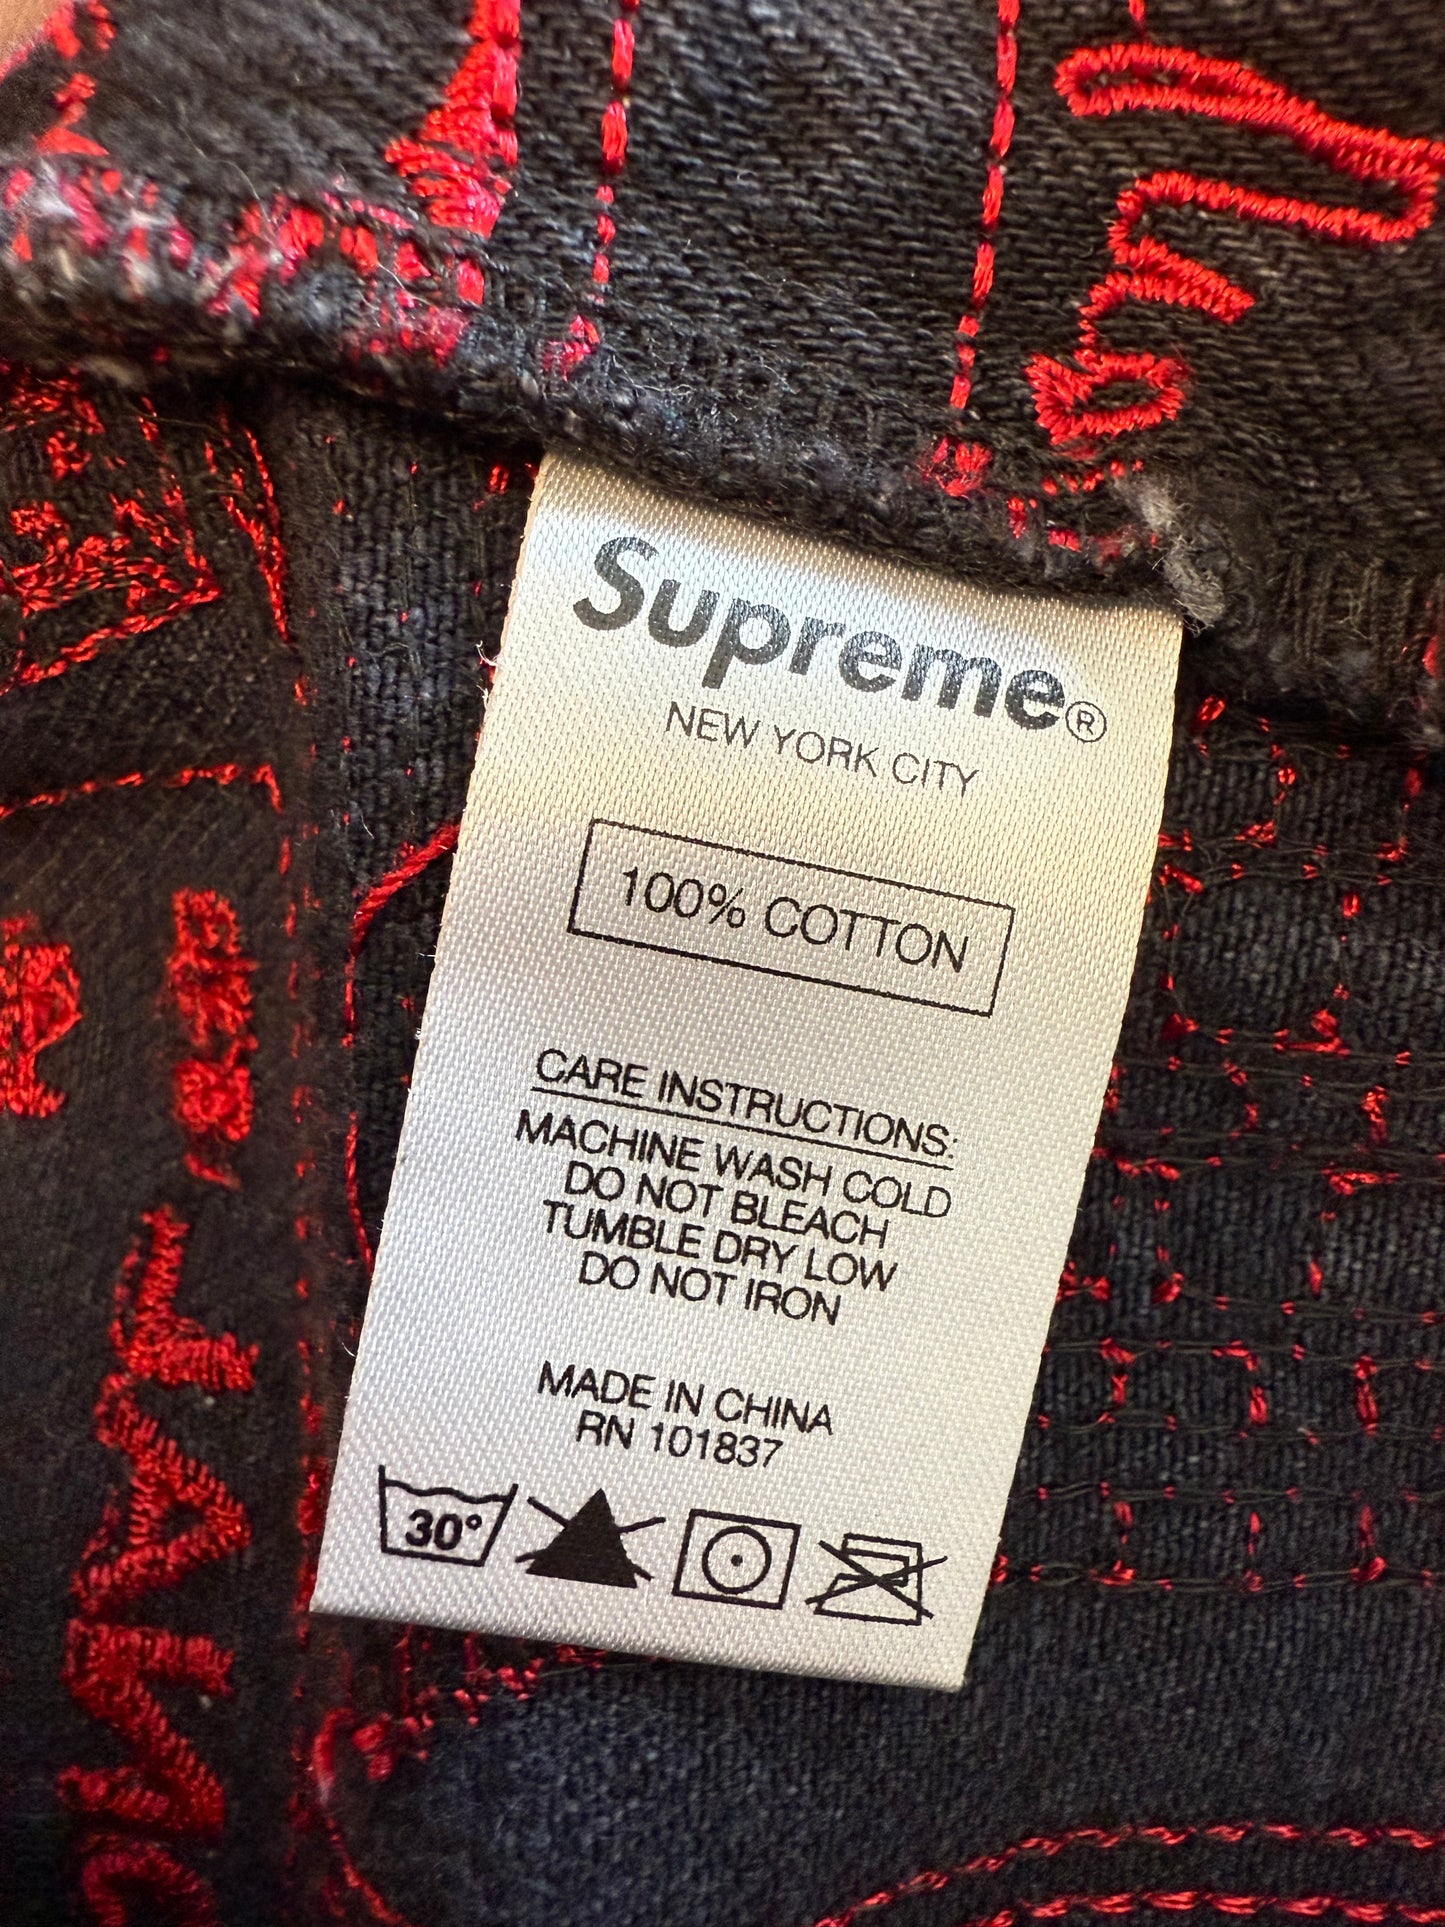 Supreme®
NEW YORK CITY
100% COTTON
CARE INSTRUCTIONS:
MACHINE WASH COLD
DO NOT BLEACH
TUMBLE DRY LOW
DO NOT IRON
MADE IN CHINA
RN 101837
30°